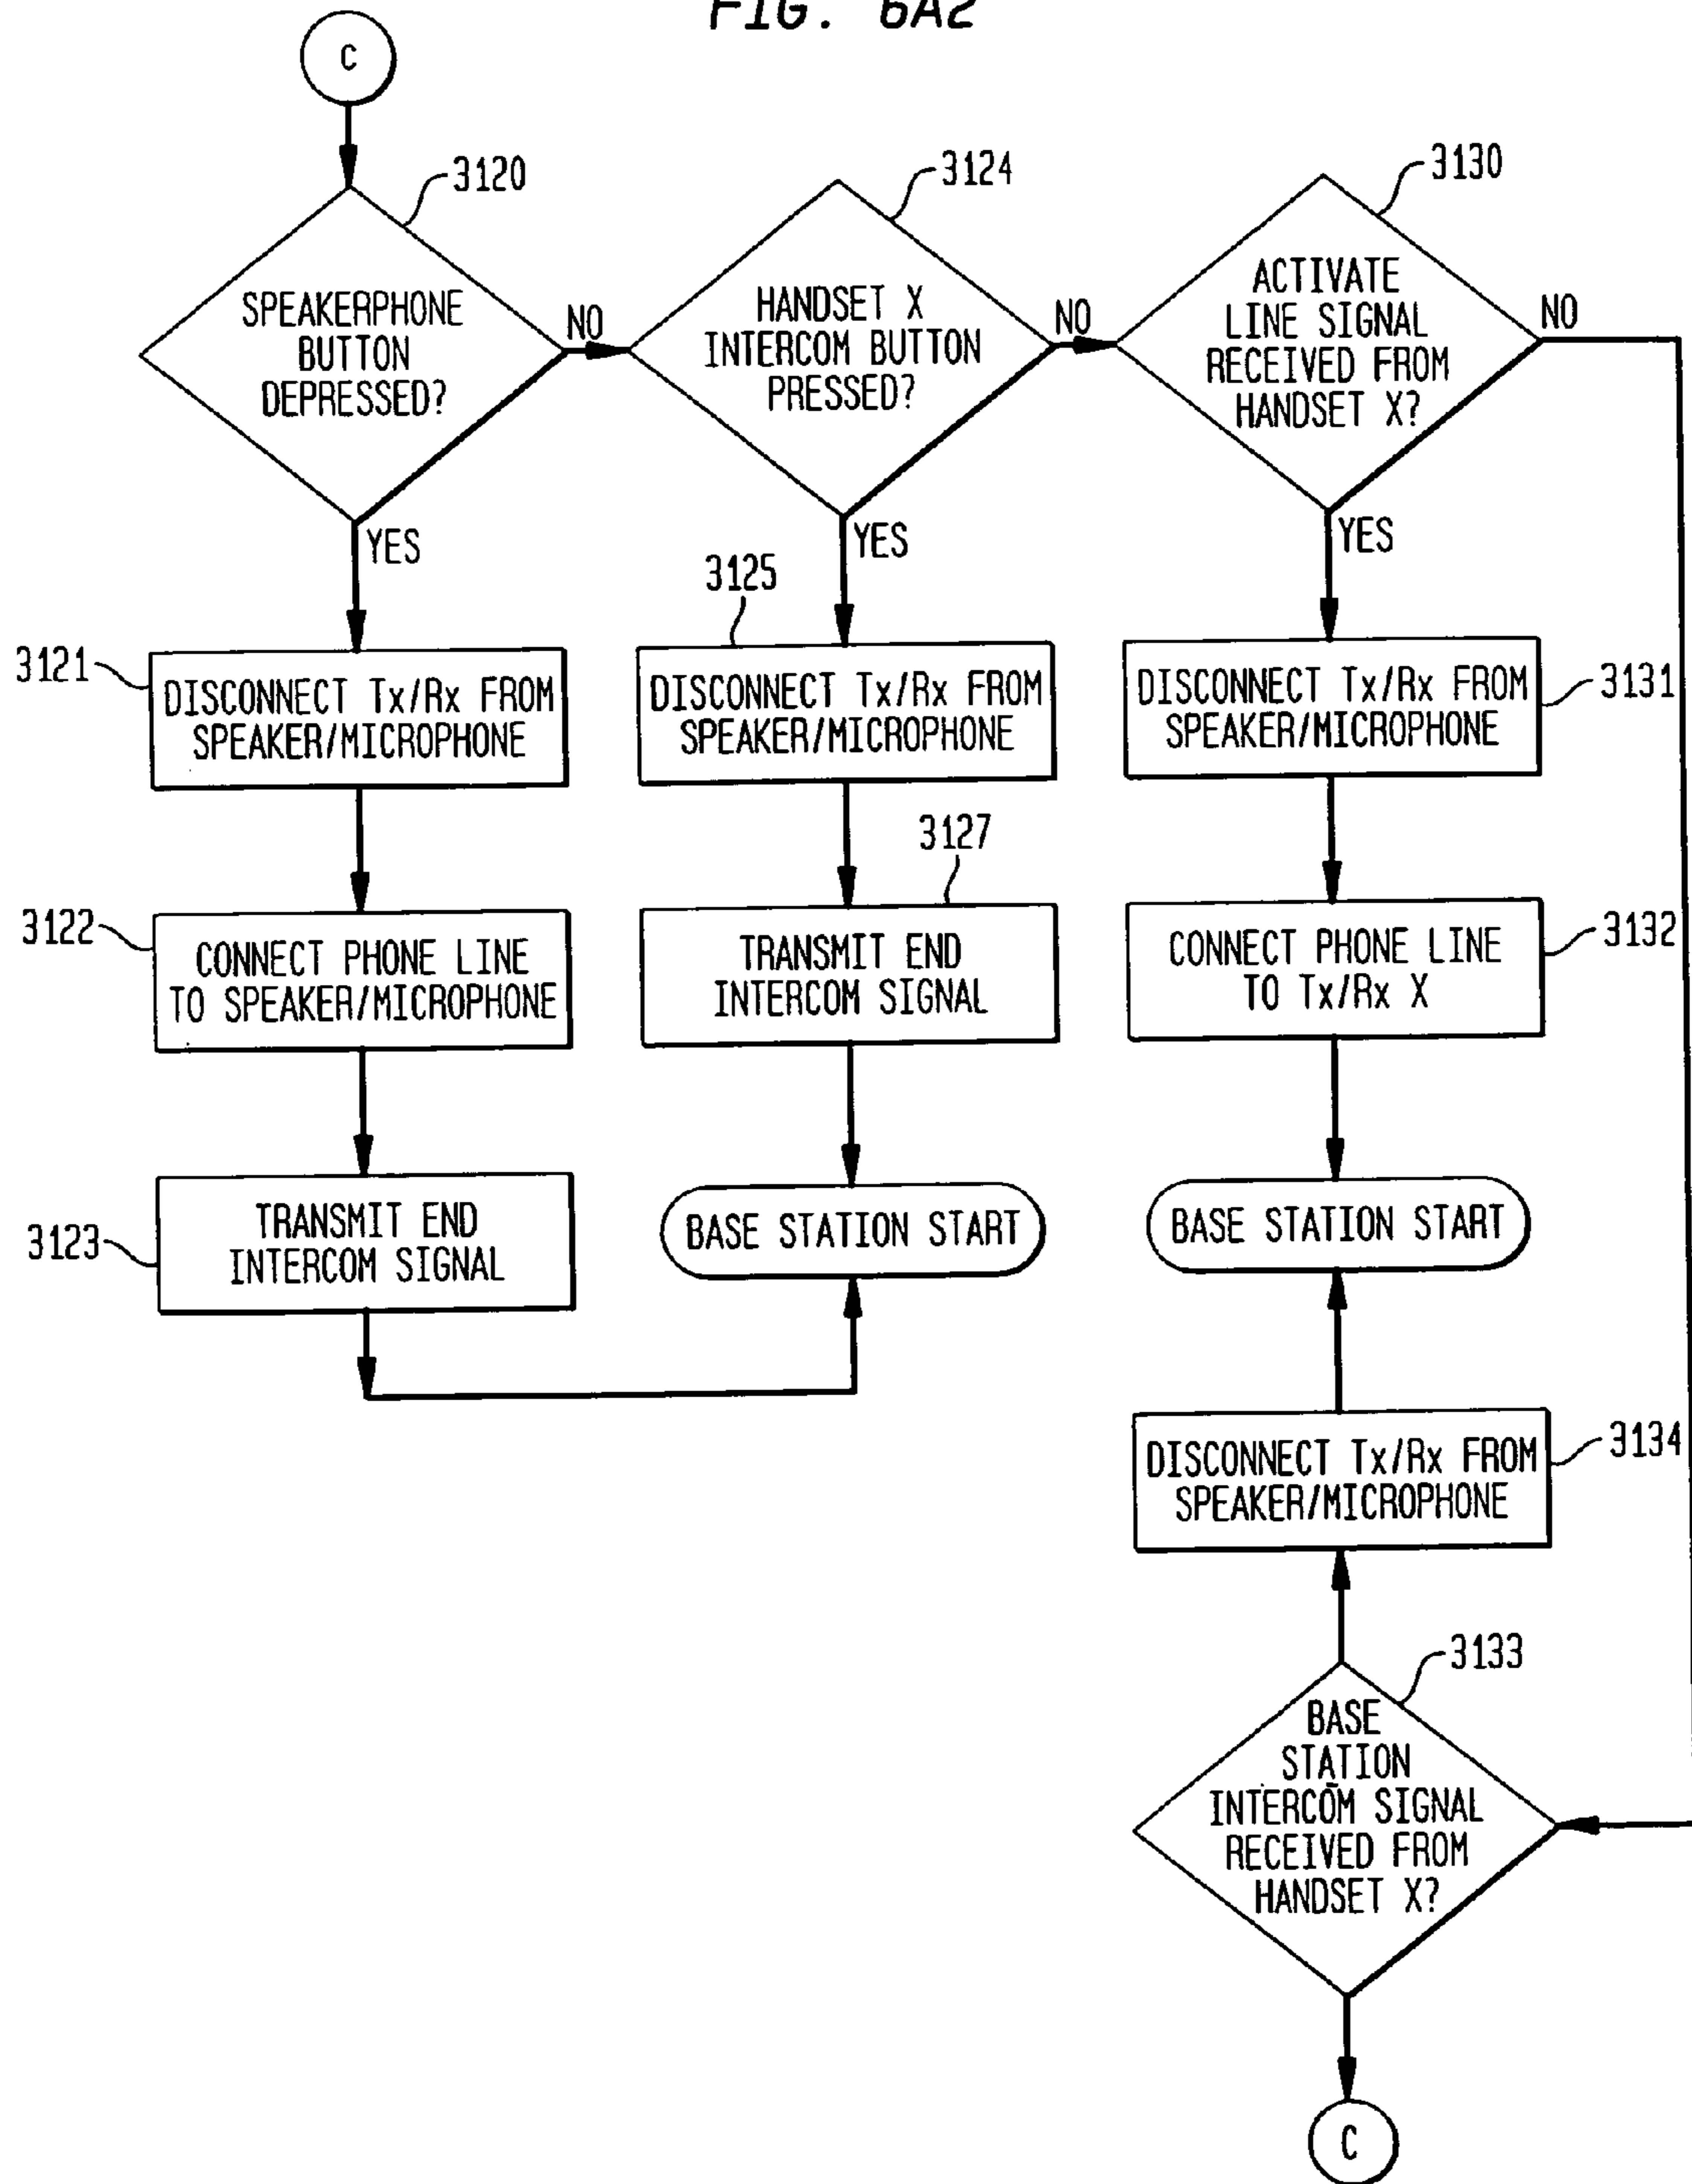 FIG. 6A2
C
3120
SPEAKERPHONE
BUTTON
DEPRESSED?
NO
YES
3124
HANDSET X
INTERCOM BUTTON
PRESSED?
NO
YES
3130
ACTIVATE
LINE SIGNAL
RECEIVED FROM
HANDSET X?
NO
YES
3121
DISCONNECT Tx/Rx FROM
SPEAKER/MICROPHONE
3125
DISCONNECT Tx/Rx FROM
SPEAKER/MICROPHONE
3131
DISCONNECT Tx/Rx FROM
SPEAKER/MICROPHONE
3122
CONNECT PHONE LINE
TO SPEAKER/MICROPHONE
3127
TRANSMIT END
INTERCOM SIGNAL
3132
CONNECT PHONE LINE
TO Tx/Rx X
3123
TRANSMIT END
INTERCOM SIGNAL
BASE STATION START
BASE STATION START
3134
DISCONNECT Tx/Rx FROM
SPEAKER/MICROPHONE
3133
BASE
STATION
INTERCOM SIGNAL
RECEIVED FROM
HANDSET X?
C